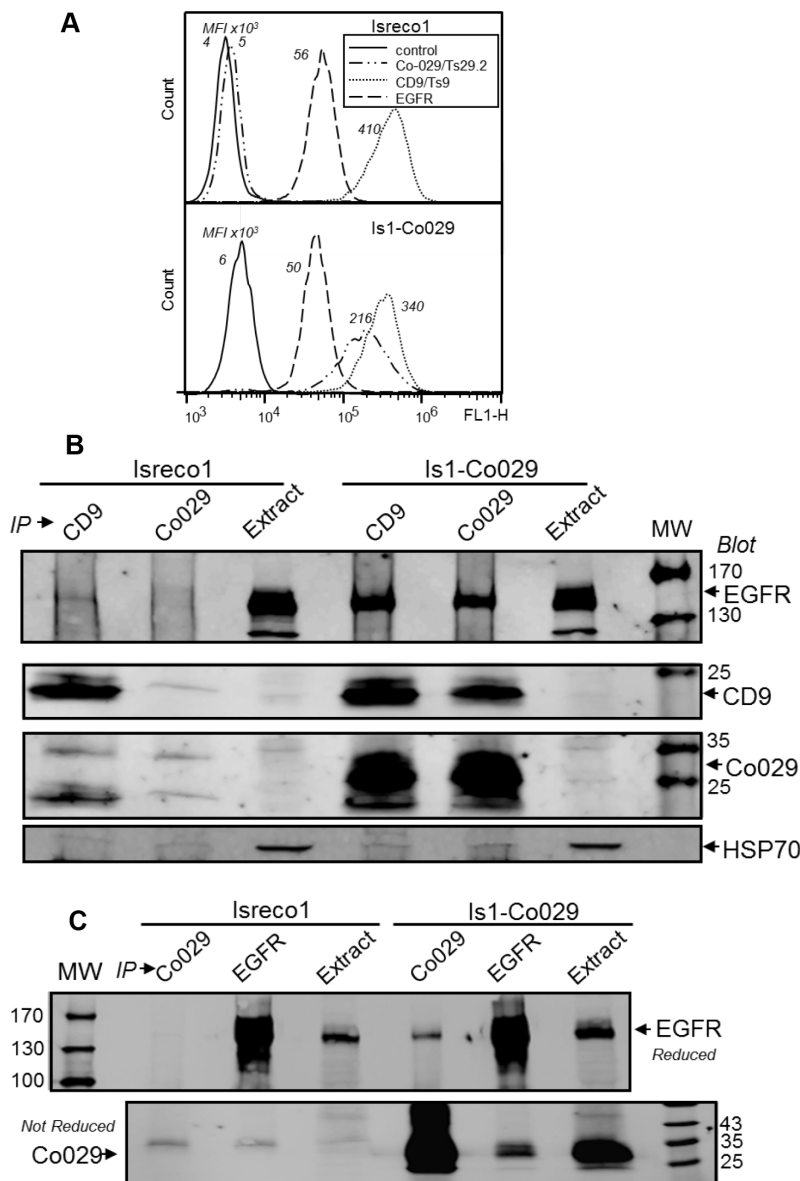 A
MFI x10³
Isreco1
4 5 56 410
control
Co-029/Ts29.2
CD9/Ts9
EGFR
Count
MFI x10³
Is1-Co029
6 50 216 340
Count
10³ 10⁴ 10⁵ 10⁶ FL1-H
B
Isreco1 Is1-Co029
IP CD9 Co029 Extract CD9 Co029 Extract MW
Blot
170
EGFR
130
25
CD9
35
Co029
25
HSP70
C
Isreco1 Is1-Co029
MW IP Co029 EGFR Extract Co029 EGFR Extract
170
EGFR
130
Reduced
100
Not Reduced
43
Co029
35
25